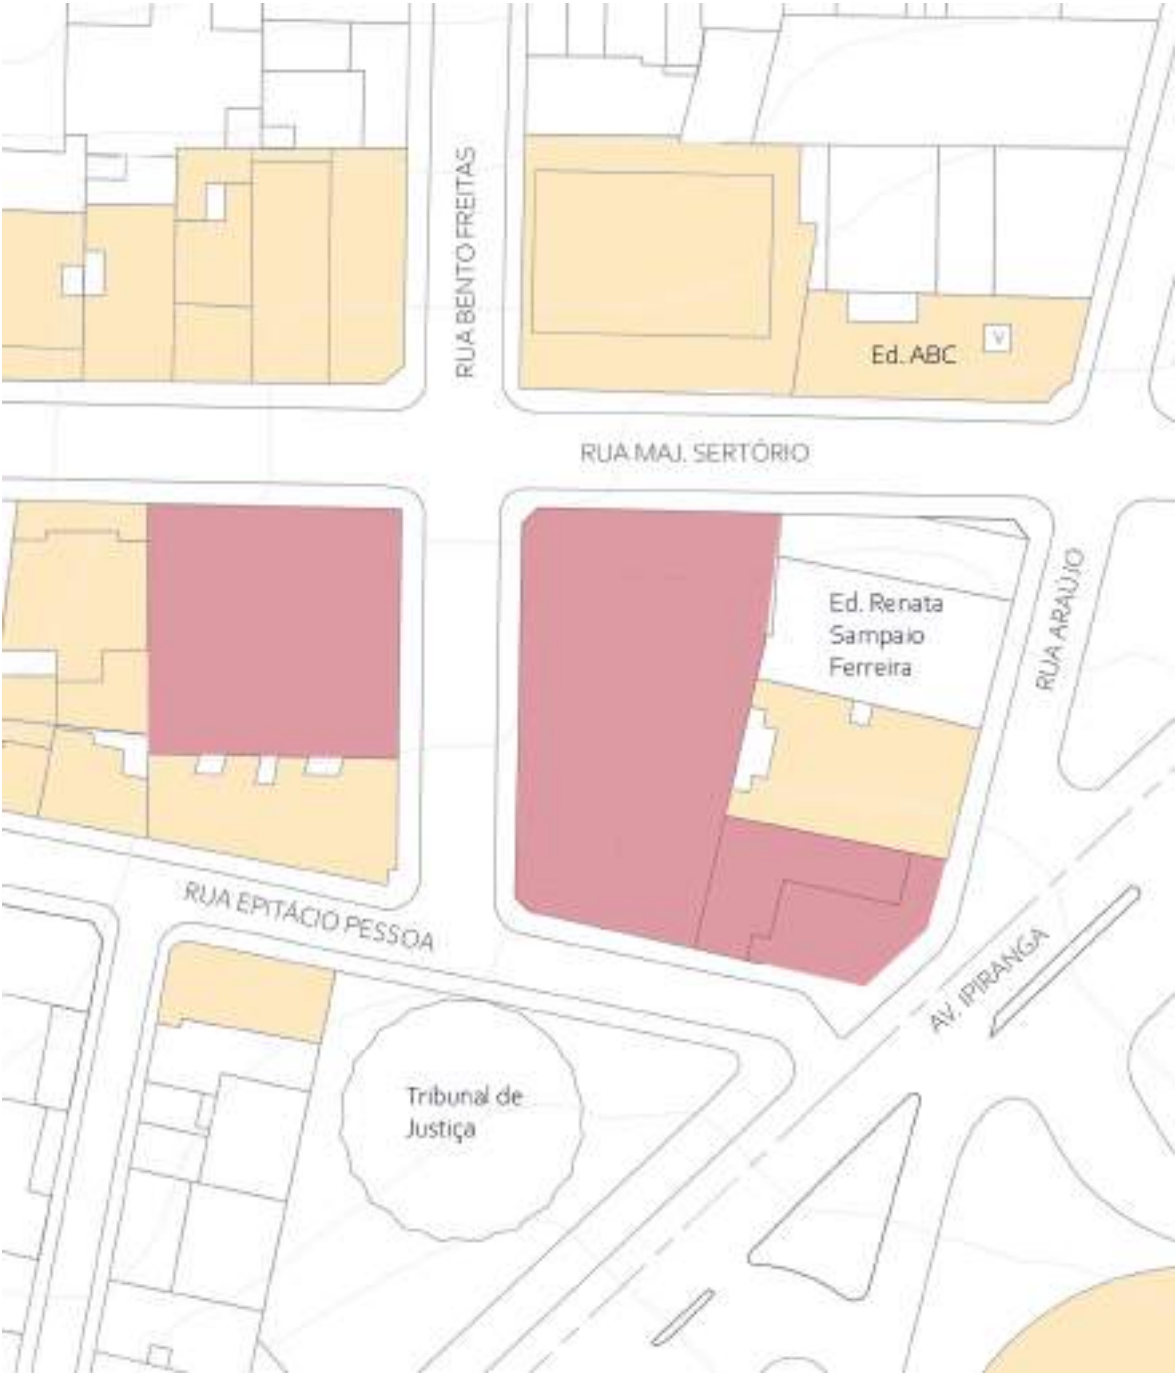 RUA BENTO FREITAS
Ed. ABC
V
RUA MAJ. SERTÓRIO
Ed. Renata
Sampaio
Ferreira
RUA ARAÚJO
RUA EPITÁCIO PESSOA
AV. IPIRANGA
Tribunal de
Justiça